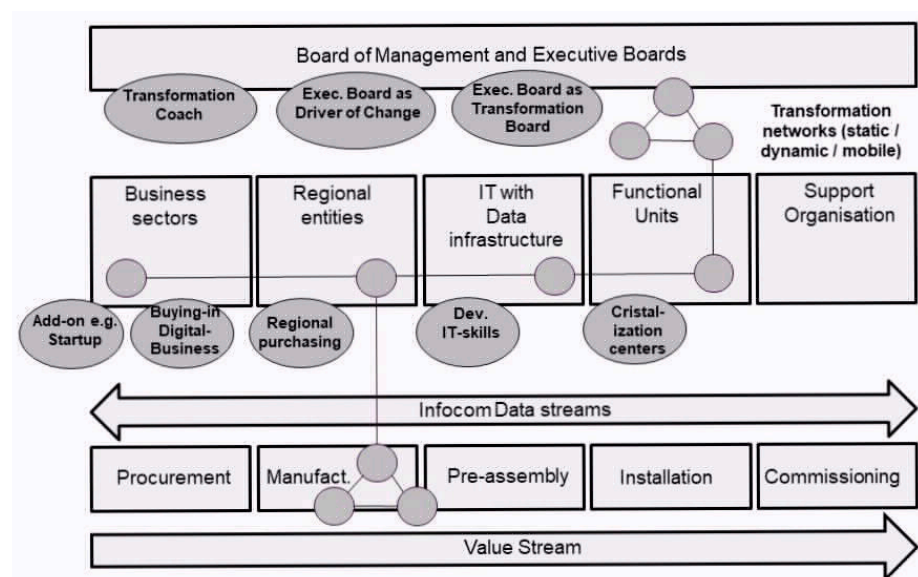 Board of Management and Executive Boards
Transformation
Coach
Exec. Board as
Driver of Change
Exec. Board as
Transformation
Board
Transformation
networks (static /
dynamic / mobile)
Business
sectors
Regional
entities
IT with
Data
infrastructure
Functional
Units
Support
Organisation
Add-on e.g.
Startup
Buying-in
Digital-
Business
Regional
purchasing
Dev.
IT-skills
Cristal-
ization
centers
Infocom Data streams
Procurement
Manufact.
Pre-assembly
Installation
Commissioning
Value Stream